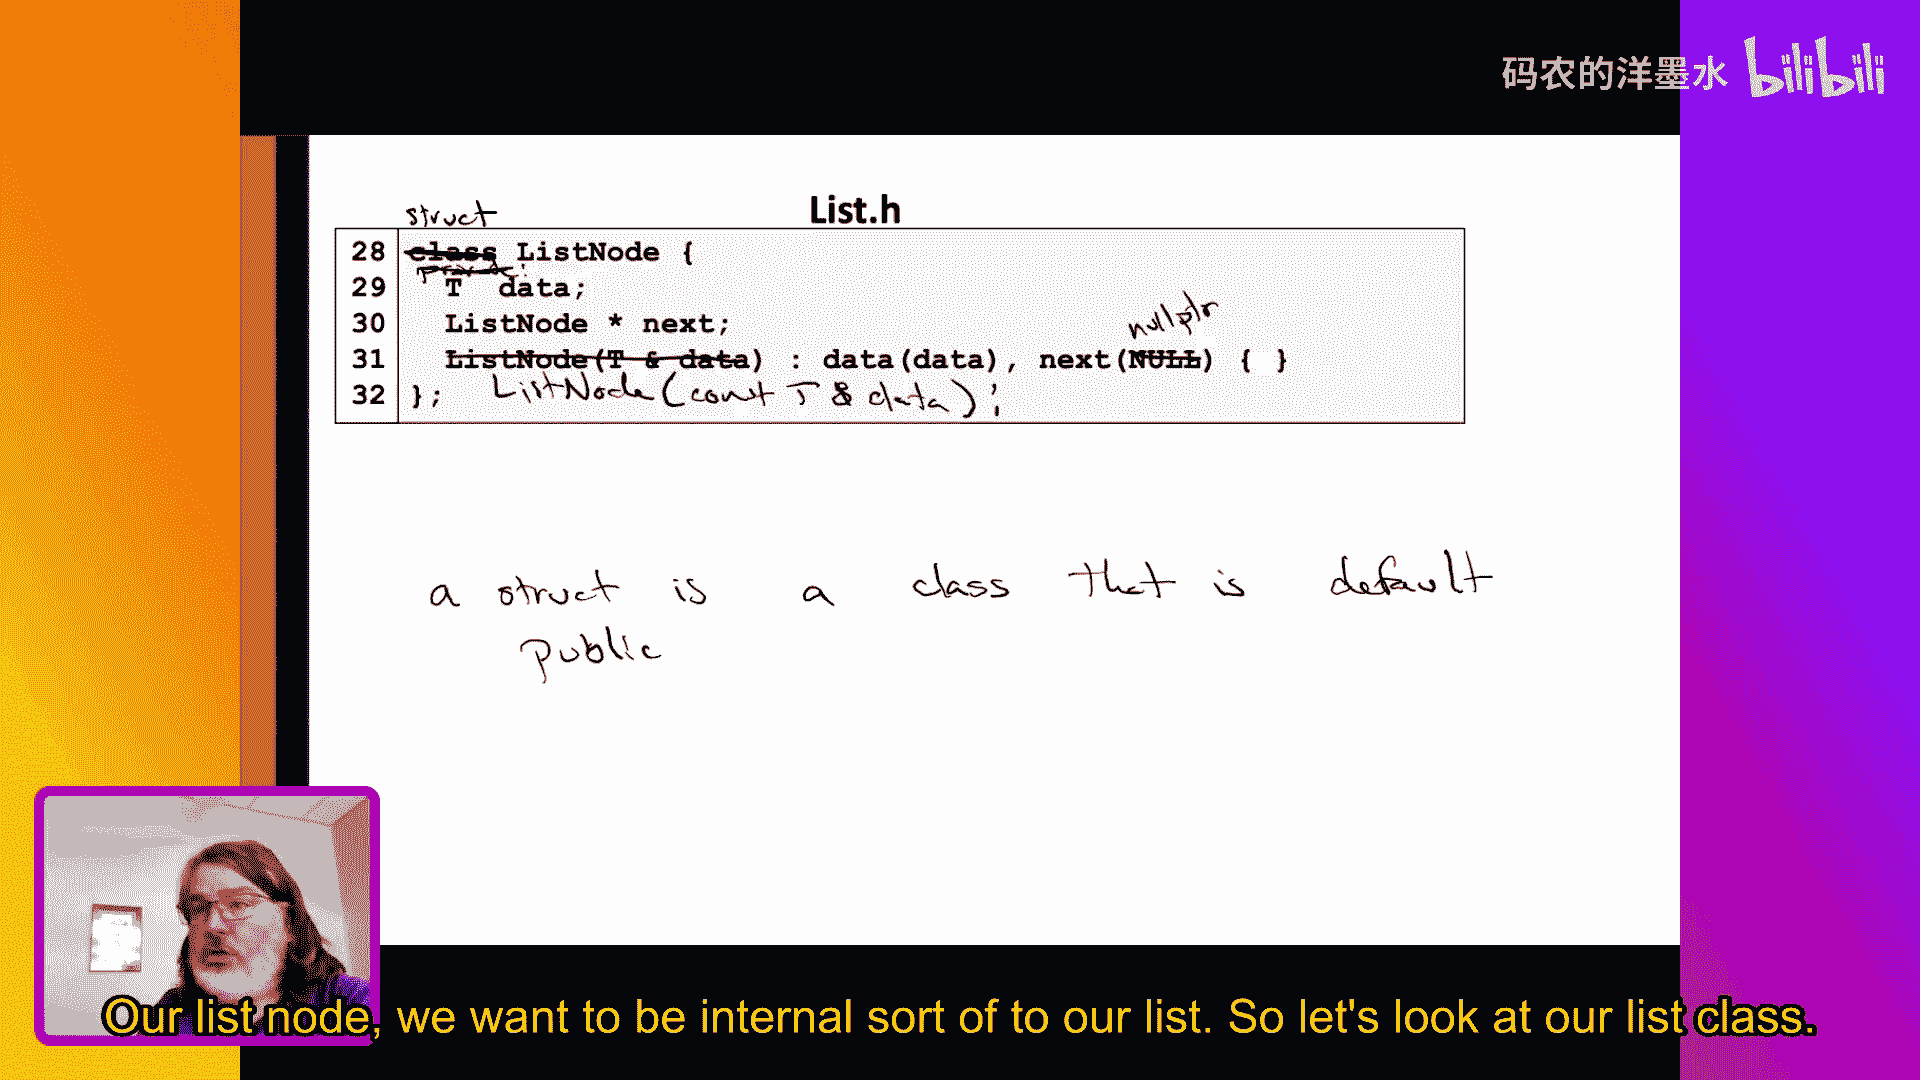 码农的洋墨水 bilibili
List.h
struct
28 class ListNode {
private:
29 T data;
30 ListNode * next;
nullptr
31 ListNode(T & data) : data(data), next(NULL) { }
32 }; ListNode(const T & data);
a struct is a class that is default
public
Our list node, we want to be internal sort of to our list. So let's look at our list class.